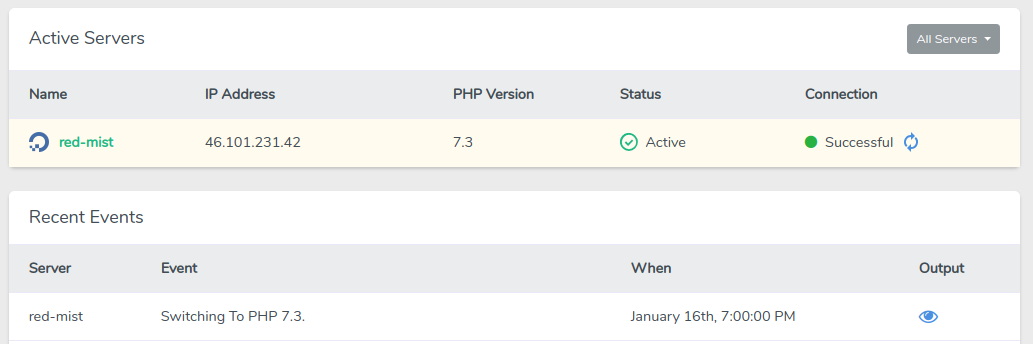 Active Servers
All Servers
Name IP Address PHP Version Status Connection
red-mist 46.101.231.42 7.3 Active Successful
Recent Events
Server Event When Output
red-mist Switching To PHP 7.3. January 16th, 7:00:00 PM